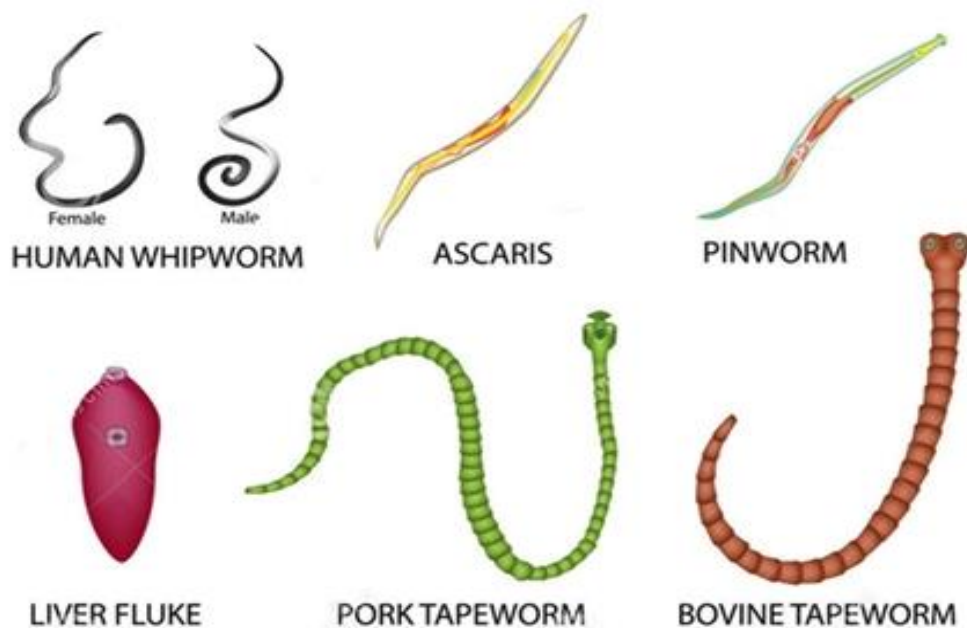 Female
Male
HUMAN WHIPWORM
ASCARIS
PINWORM
LIVER FLUKE
PORK TAPEWORM
BOVINE TAPEWORM